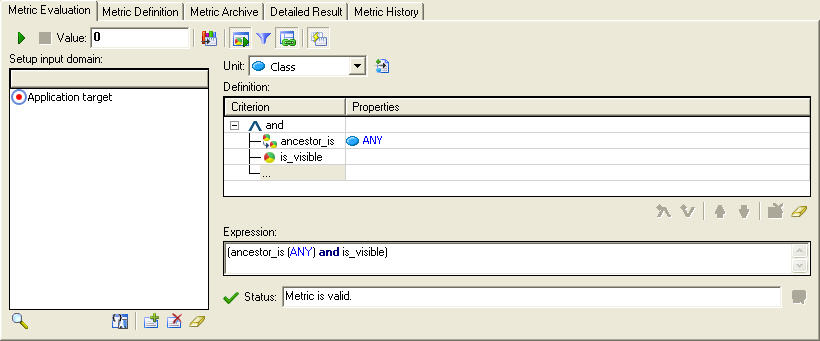 Metric Evaluation Metric Definition Metric Archive Detailed Result Metric History
Value: 0
Setup input domain:
Unit: Class
Application target
Definition:
Criterion Properties
and
ancestor_is ANY
is_visible
...
Expression:
(ancestor_is (ANY) and is_visible)
Status: Metric is valid.